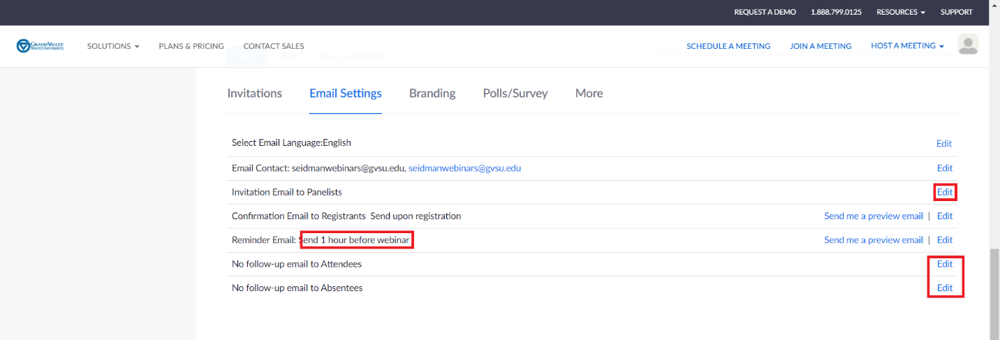 REQUEST A DEMO 1.888.799.0125 RESOURCES SUPPORT
GRAND VALLEY
STATE UNIVERSITY
SOLUTIONS PLANS & PRICING CONTACT SALES SCHEDULE A MEETING JOIN A MEETING HOST A MEETING
Edit Save as Template
Invitations Email Settings Branding Polls/Survey More
Select Email Language:English Edit
Email Contact: seidmanwebinars@gvsu.edu, seidmanwebinars@gvsu.edu Edit
Invitation Email to Panelists Edit
Confirmation Email to Registrants Send upon registration Send me a preview email | Edit
Reminder Email: Send 1 hour before webinar Send me a preview email | Edit
No follow-up email to Attendees Edit
No follow-up email to Absentees Edit